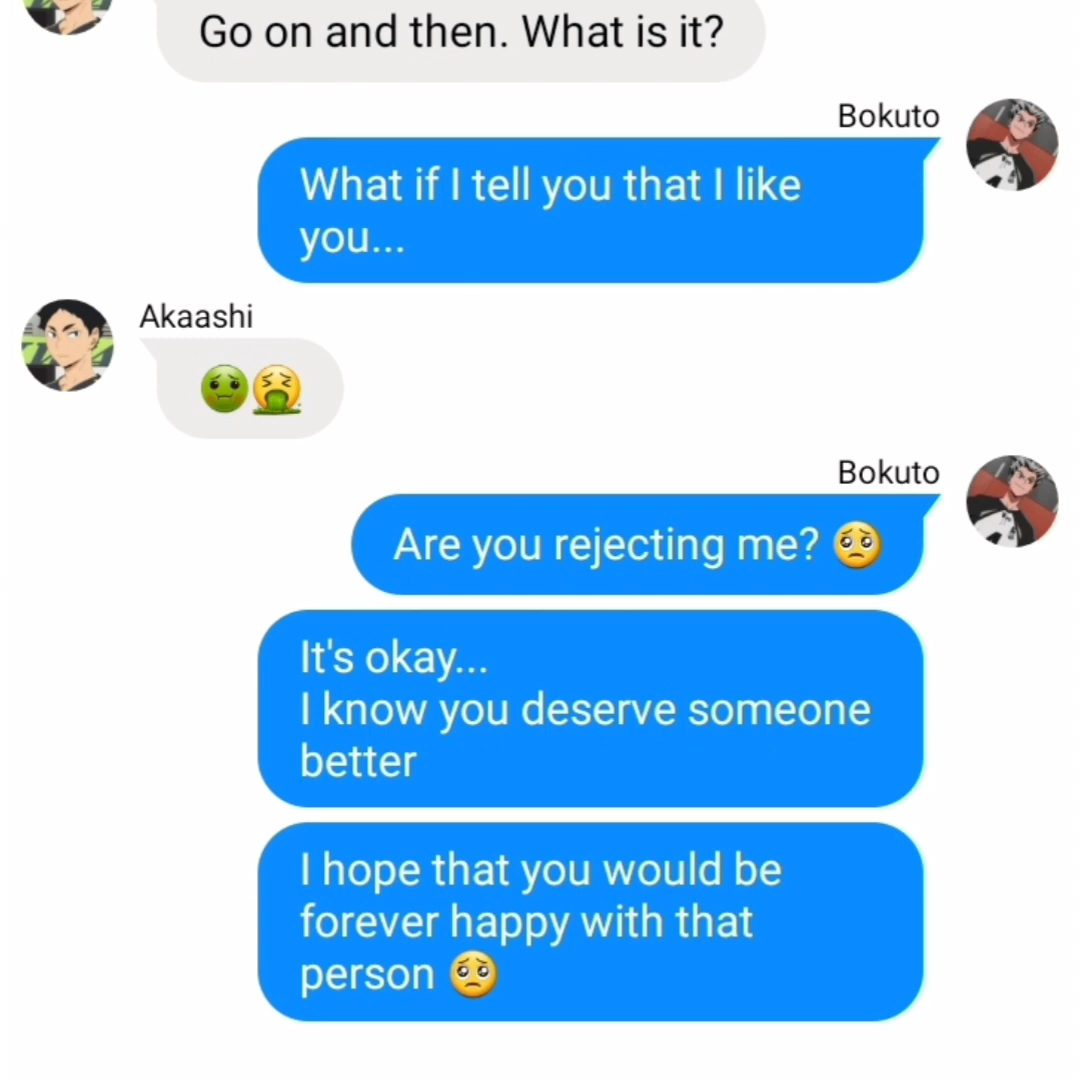 Go on and then. What is it?
Bokuto
What if I tell you that I like
you...
Akaashi
🤢🤮
Bokuto
Are you rejecting me? 🥺
It's okay...
I know you deserve someone
better
I hope that you would be
forever happy with that
person 🥺